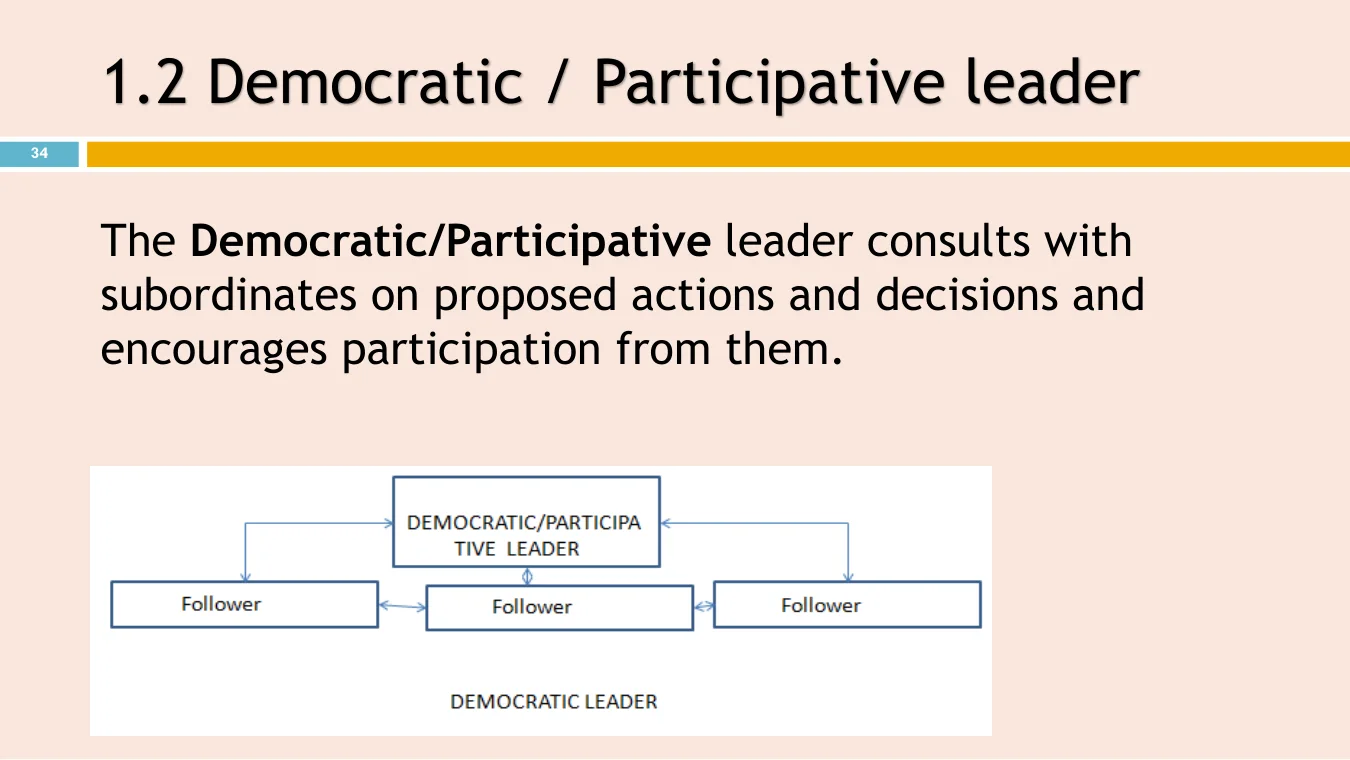 1.2 Democratic / Participative leader
34
The Democratic/Participative leader consults with
subordinates on proposed actions and decisions and
encourages participation from them.
DEMOCRATIC/PARTICIPA
TIVE LEADER
Follower
Follower
Follower
DEMOCRATIC LEADER